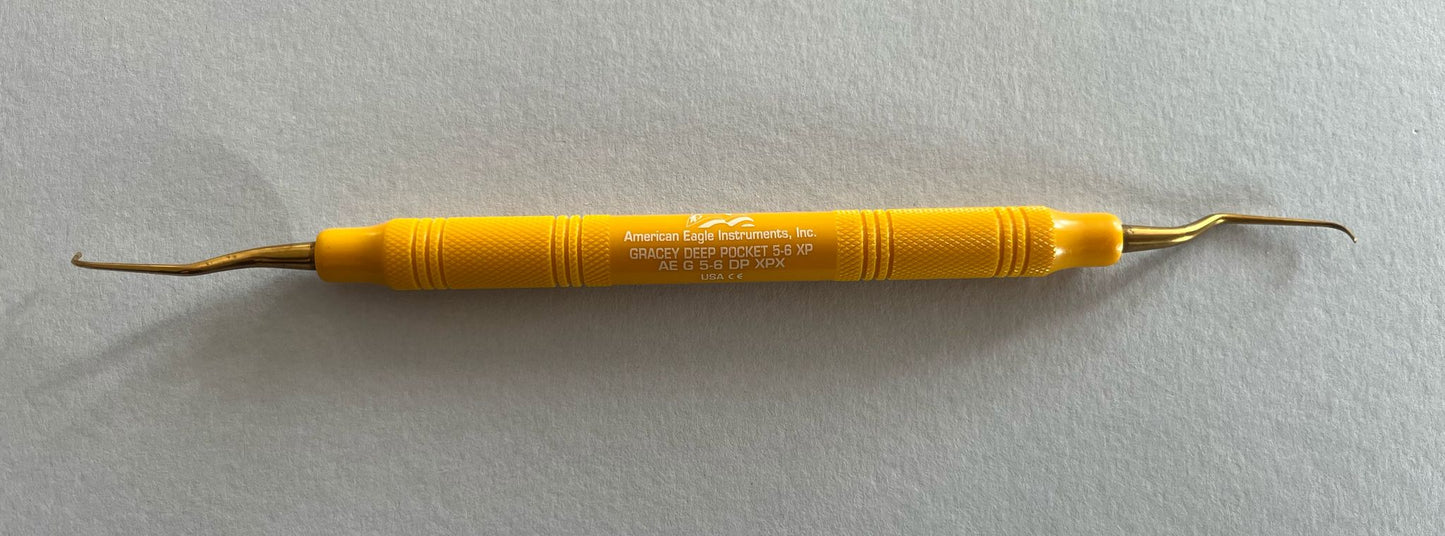 American Eagle Instruments, Inc.
GRACEY DEEP POCKET 5-6 XP
AE G 5-6 DP XPX
USA CE